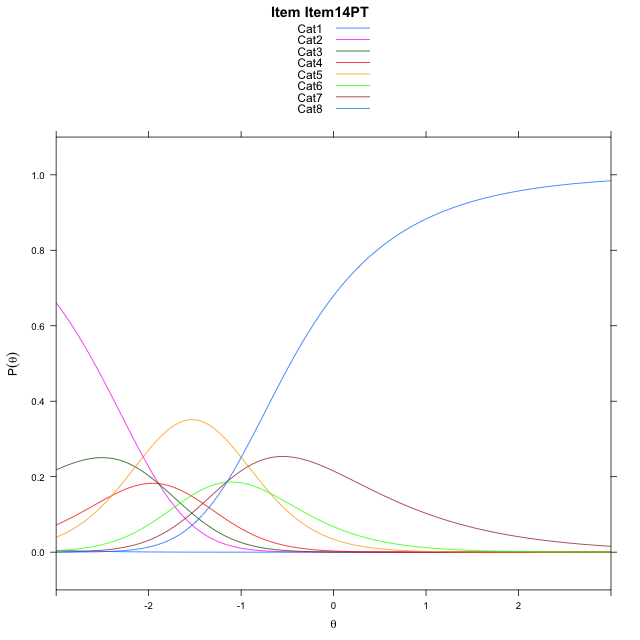 Item Item14PT
Cat1
Cat2
Cat3
Cat4
Cat5
Cat6
Cat7
Cat8
1.0
0.8
0.6
0.4
0.2
0.0
P(θ)
-2
-1
0
1
2
θ